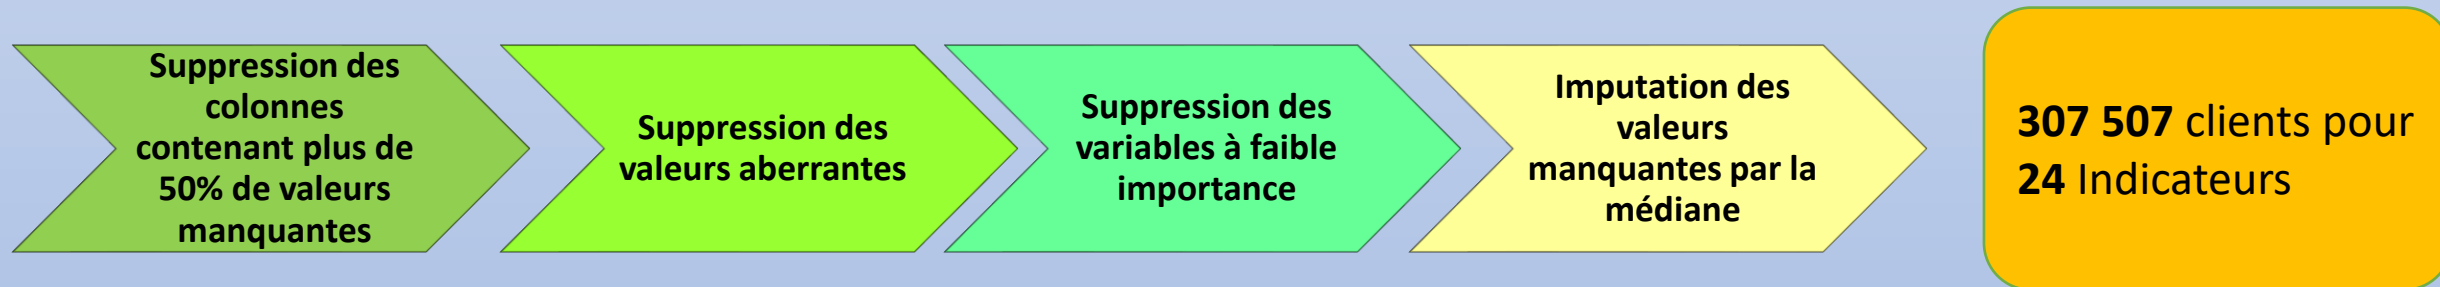 Suppression des
colonnes
contenant plus de
50% de valeurs
manquantes
Suppression des
valeurs aberrantes
Suppression des
variables à faible
importance
Imputation des
valeurs
manquantes par la
médiane
307 507 clients pour
24 Indicateurs